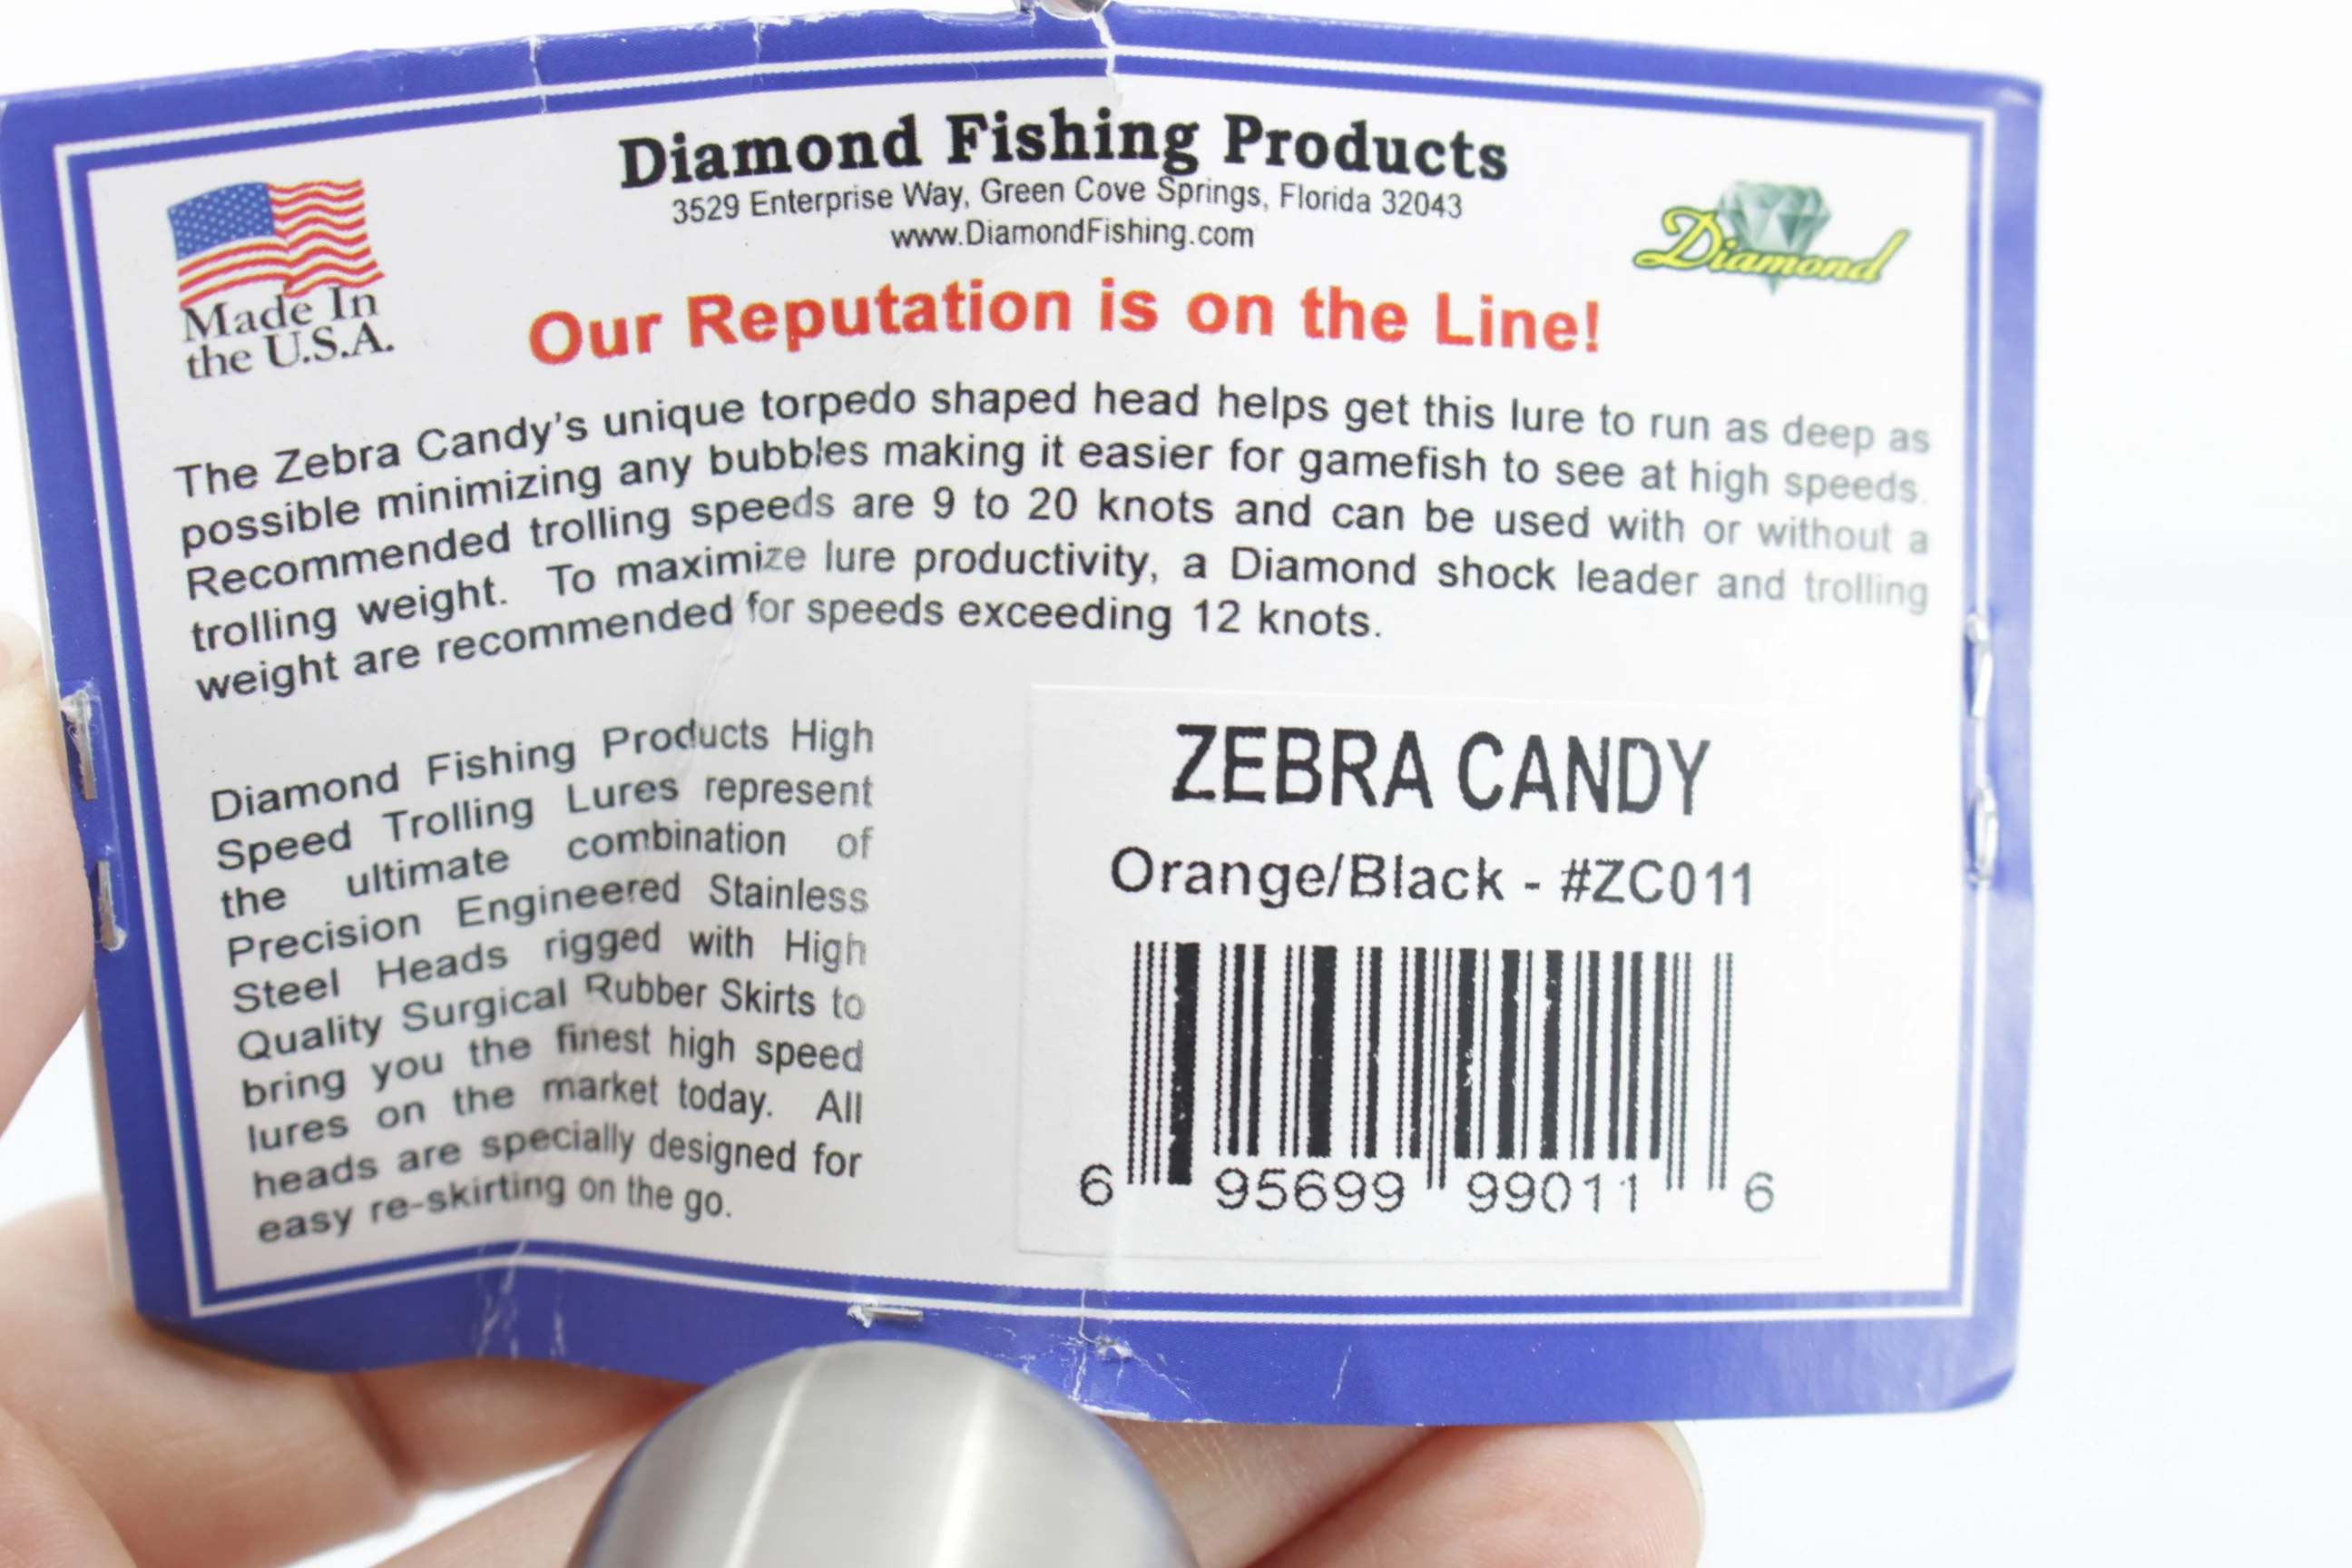 Diamond Fishing Products
3529 Enterprise Way, Green Cove Springs, Florida 32043
www.DiamondFishing.com
Made In
the U.S.A.
Diamond
Our Reputation is on the Line!
The Zebra Candy's unique torpedo shaped head helps get this lure to run as deep as
possible minimizing any bubbles making it easier for gamefish to see at high speeds.
Recommended trolling speeds are 9 to 20 knots and can be used with or without a
trolling weight. To maximize lure productivity, a Diamond shock leader and trolling
weight are recommended for speeds exceeding 12 knots.
Diamond Fishing Products High
Speed Trolling Lures represent
the ultimate combination of
Precision Engineered Stainless
Steel Heads rigged with High
Quality Surgical Rubber Skirts to
bring you the finest high speed
lures on the market today. All
heads are specially designed for
easy re-skirting on the go.
ZEBRA CANDY
Orange/Black - #ZC011
6 95699 99011 6